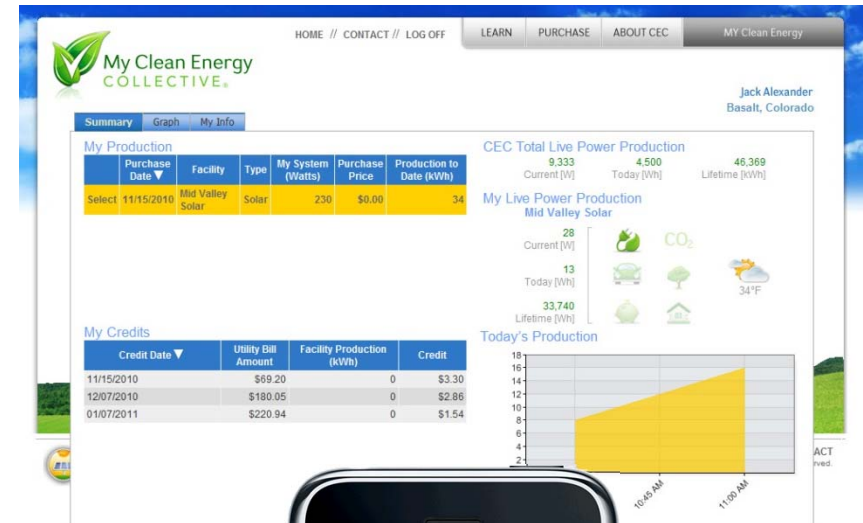 HOME // CONTACT // LOG OFF
LEARN PURCHASE ABOUT CEC MY Clean Energy
My Clean Energy
COLLECTIVE®
Jack Alexander
Basalt, Colorado
Summary Graph My Info
My Production
Purchase Date ▼ Facility Type My System (Watts) Purchase Price Production to Date (kWh)
Select 11/15/2010 Mid Valley Solar Solar 230 $0.00 34
CEC Total Live Power Production
9,333 4,500 46,369
Current [W] Today [Wh] Lifetime [kWh]
My Live Power Production
Mid Valley Solar
28
Current [W]
CO2
13
Today [Wh]
34°F
33,740
Lifetime [Wh]
My Credits
Credit Date ▼ Utility Bill Amount Facility Production (kWh) Credit
11/15/2010 $69.20 0 $3.30
12/07/2010 $180.05 0 $2.86
01/07/2011 $220.94 0 $1.54
Today's Production
18
16
14
12
10
8
6
4
2
10:45 AM 11:00 AM